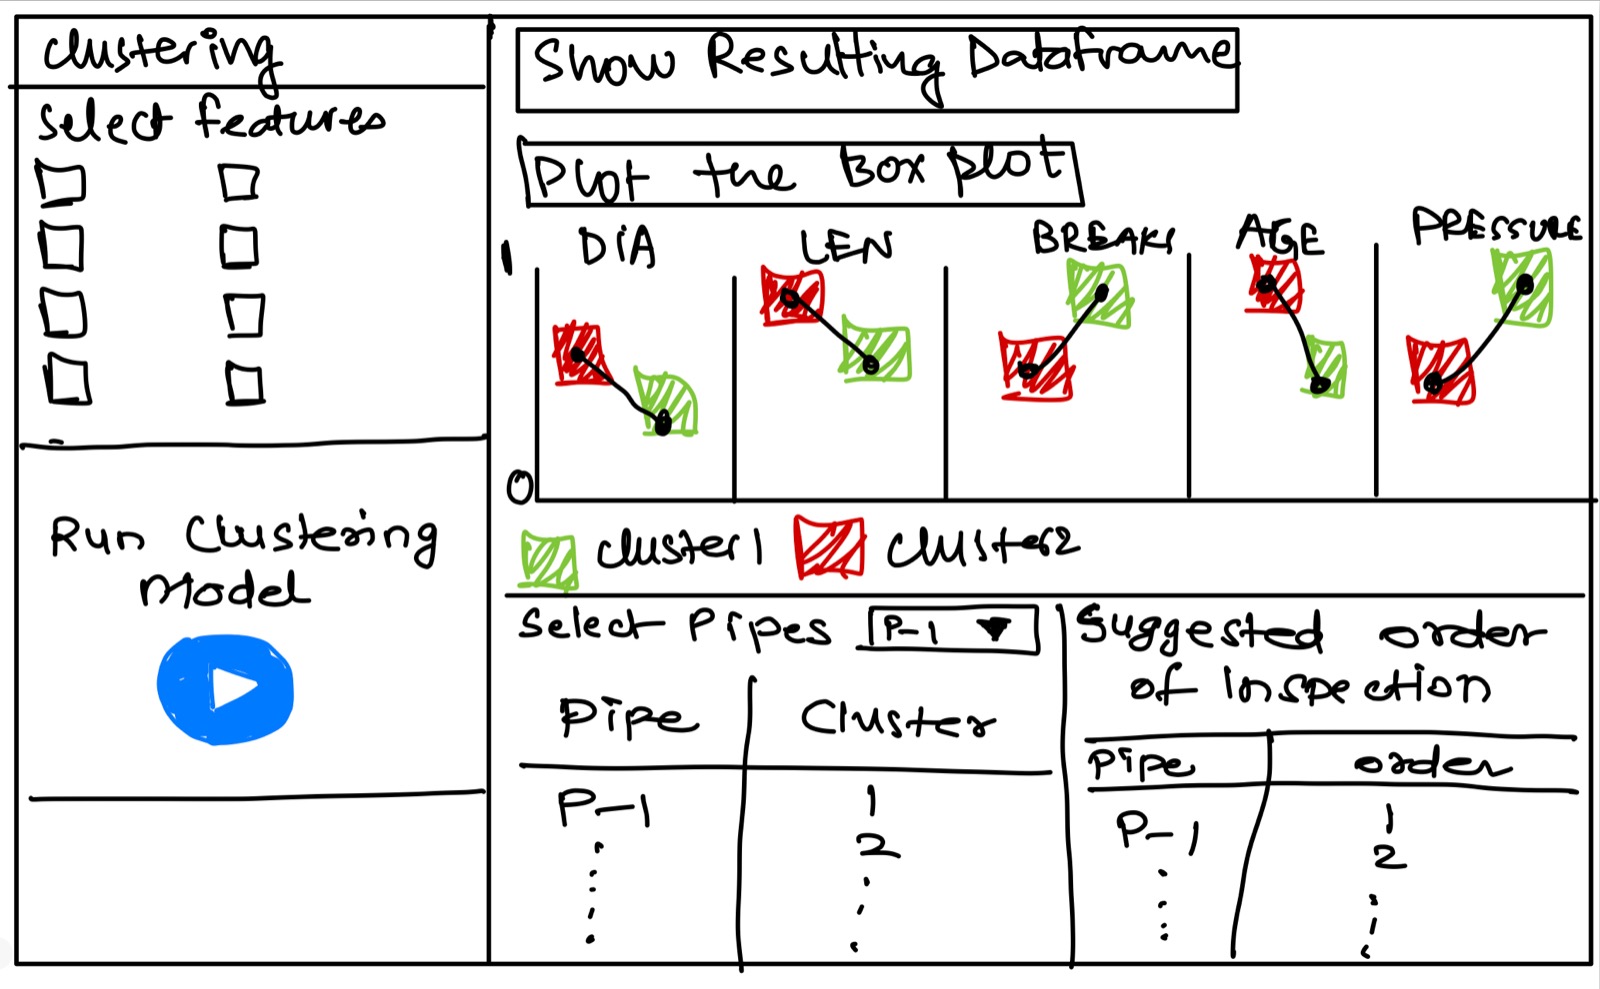 Clustering
Select features
Run Clustering
Model
Show Resulting Dataframe
Plot the Box plot
DIA LEN BREAKS AGE PRESSURE
1
0
cluster1 cluster2
Select Pipes P-1
Pipe Cluster
P-1 1
2
Suggested order
of Inspection
Pipe order
P-1 1
2